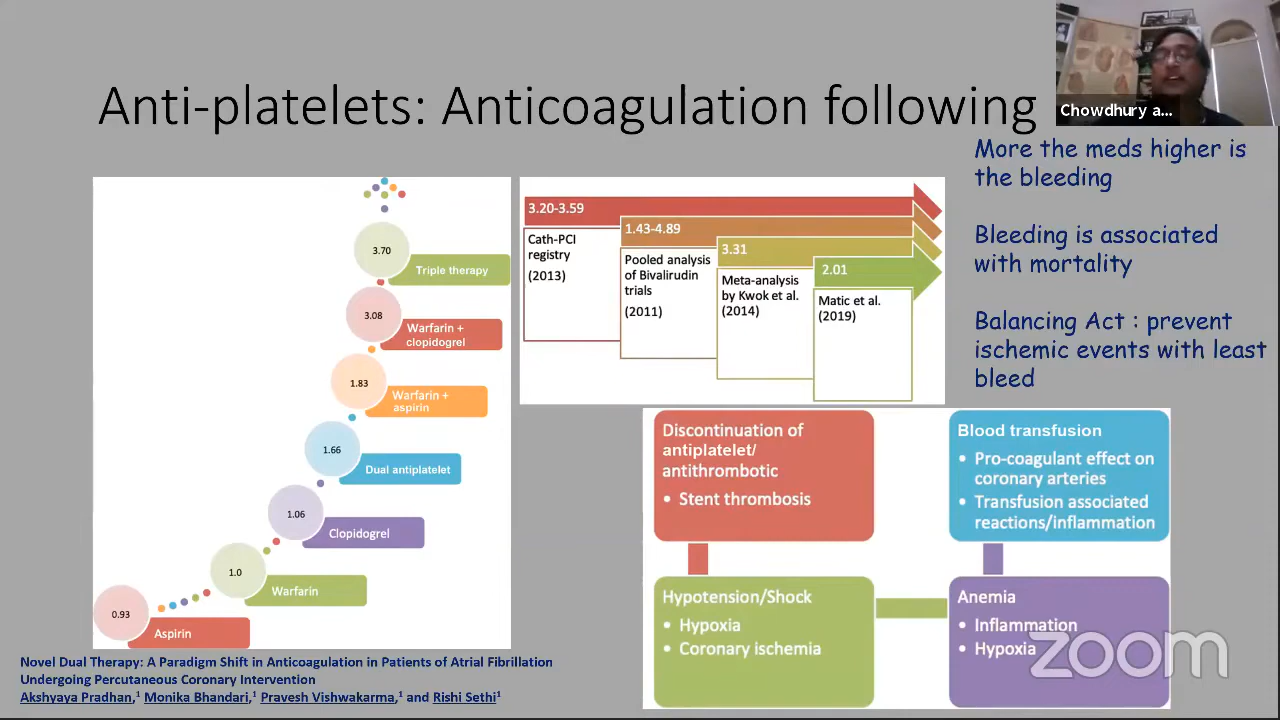 Anti-platelets: Anticoagulation following
Chowdhury a...
More the meds higher is
the bleeding
Bleeding is associated
with mortality
Balancing Act : prevent
ischemic events with least
bleed
3.70
Triple therapy
3.08
Warfarin +
clopidogrel
1.83
Warfarin +
aspirin
1.66
Dual antiplatelet
1.06
Clopidogrel
1.0
Warfarin
0.93
Aspirin
3.20-3.59
Cath-PCI
registry
(2013)
1.43-4.89
Pooled analysis
of Bivalirudin
trials
(2011)
3.31
Meta-analysis
by Kwok et al.
(2014)
2.01
Matic et al.
(2019)
Discontinuation of
antiplatelet/
antithrombotic
• Stent thrombosis
Blood transfusion
• Pro-coagulant effect on
coronary arteries
• Transfusion associated
reactions/inflammation
Hypotension/Shock
• Hypoxia
• Coronary ischemia
Anemia
• Inflammation
• Hypoxia
zoom
Novel Dual Therapy: A Paradigm Shift in Anticoagulation in Patients of Atrial Fibrillation
Undergoing Percutaneous Coronary Intervention
Akshyaya Pradhan,1 Monika Bhandari,1 Pravesh Vishwakarma,1 and Rishi Sethi1